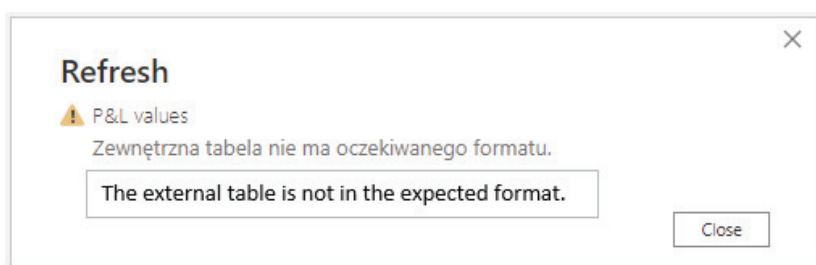 Refresh
P&L values
Zewnętrzna tabela nie ma oczekiwanego formatu.
The external table is not in the expected format.
Close